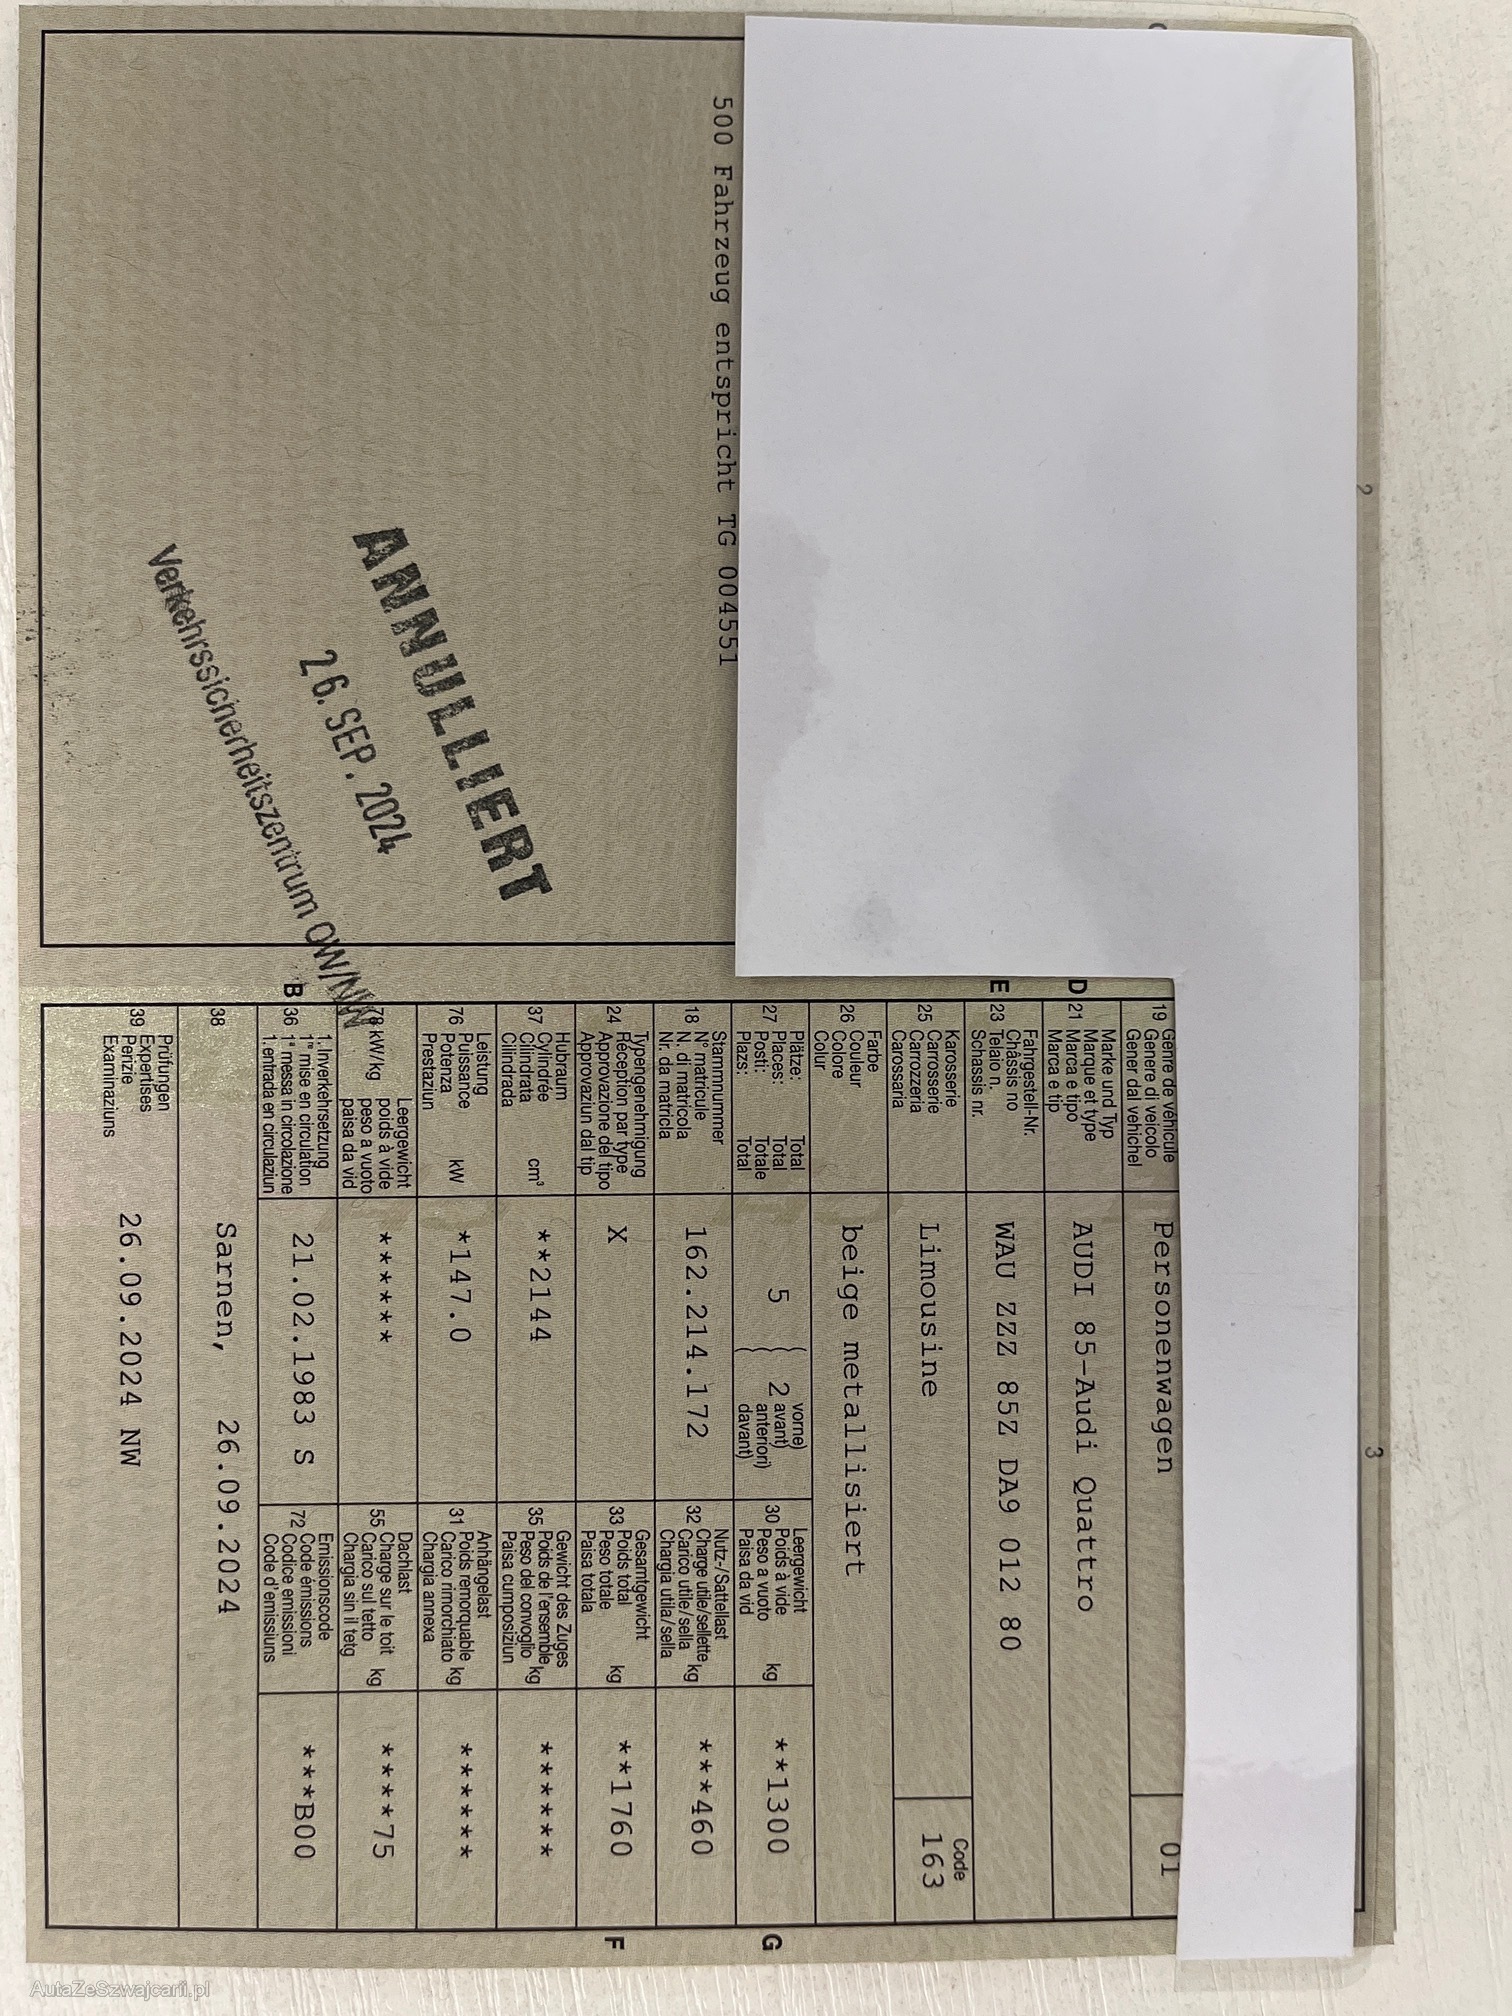 2
500 Fahrzeug entspricht TG 004551
ANNULLIERT
26. SEP. 2024
Verkehrssicherheitszentrum OW/NW
3
19 Genre de véhicule
Genere di veicolo
Gener dal vehichel
Personenwagen
01
D
21 Marke und Typ
Marque et type
Marca e tipo
Marca e tip
AUDI 85-Audi Quattro
E
23 Fahrgestell-Nr.
Châssis no
Telaio n.
Schassis nr.
WAU ZZZ 85Z DA9 012 80
25 Karosserie
Carrosserie
Carrozzeria
Carossaria
Limousine
Code
163
26 Farbe
Couleur
Colore
Colur
beige metallisiert
27 Plätze: Total
Places: Total
Posti: Totale
Plazs: Total
5
2
vorne)
avant)
anteriori)
davant)
30 Leergewicht
Poids à vide
Peso a vuoto kg
Paisa da vid
**1300
G
18 Stammnummer
N° matricule
N. di matricola
Nr. da matricla
162.214.172
32 Nutz-/Sattellast
Charge utile/sellette
Carico utile/sella kg
Chargia utila/sella
***460
24 Typengenehmigung
Réception par type
Approvazione del tipo
Approvaziun dal tip
X
33 Gesamtgewicht
Poids total
Peso totale kg
Paisa totala
**1760
F
37 Hubraum
Cylindrée
Cilindrata cm³
Cilindrada
**2144
35 Gewicht des Zuges
Poids de l'ensemble
Peso del convoglio kg
Paisa cumposiziun
******
76 Leistung
Puissance
Potenza kW
Prestaziun
*147.0
31 Anhängelast
Poids remorquable
Carico rimorchiato kg
Chargia annexa
******
78 kW/kg
Leergewicht
poids à vide
peso a vuoto
paisa da vid
******
55 Dachlast
Charge sur le toit
Carico sul tetto kg
Chargia sin il tetg
****75
B
36 1. Inverkehrsetzung
1re mise en circulation
1a messa in circolazione
1. entrada en circulaziun
21.02.1983 S
72 Emissionscode
Code émissions
Codice emissioni
Code d'emissiuns
***B00
38
Sarnen, 26.09.2024
39 Prüfungen
Expertises
Perizie
Examinaziuns
26.09.2024 NW
AutaZeSzwajcarii.pl